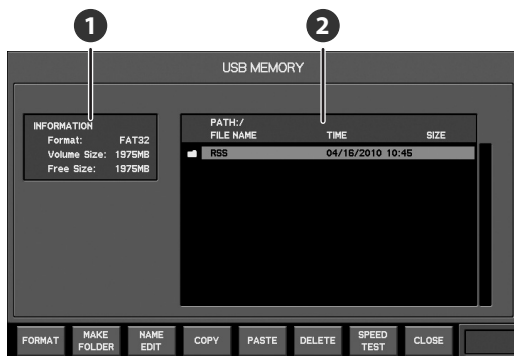 1 2
USB MEMORY
INFORMATION
Format: FAT32
Volume Size: 1975MB
Free Size: 1975MB
PATH:/
FILE NAME TIME SIZE
RSS 04/16/2010 10:45
FORMAT MAKE FOLDER NAME EDIT COPY PASTE DELETE SPEED TEST CLOSE